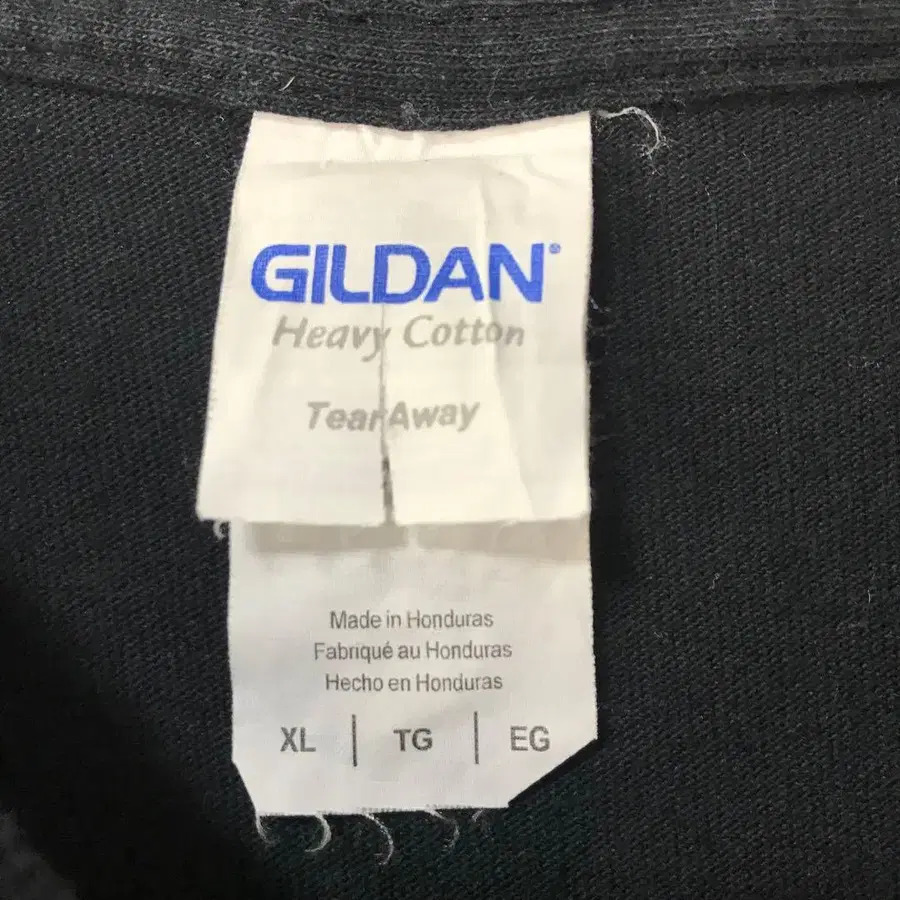 GILDAN®
Heavy Cotton
TearAway
Made in Honduras
Fabriqué au Honduras
Hecho en Honduras
XL | TG | EG